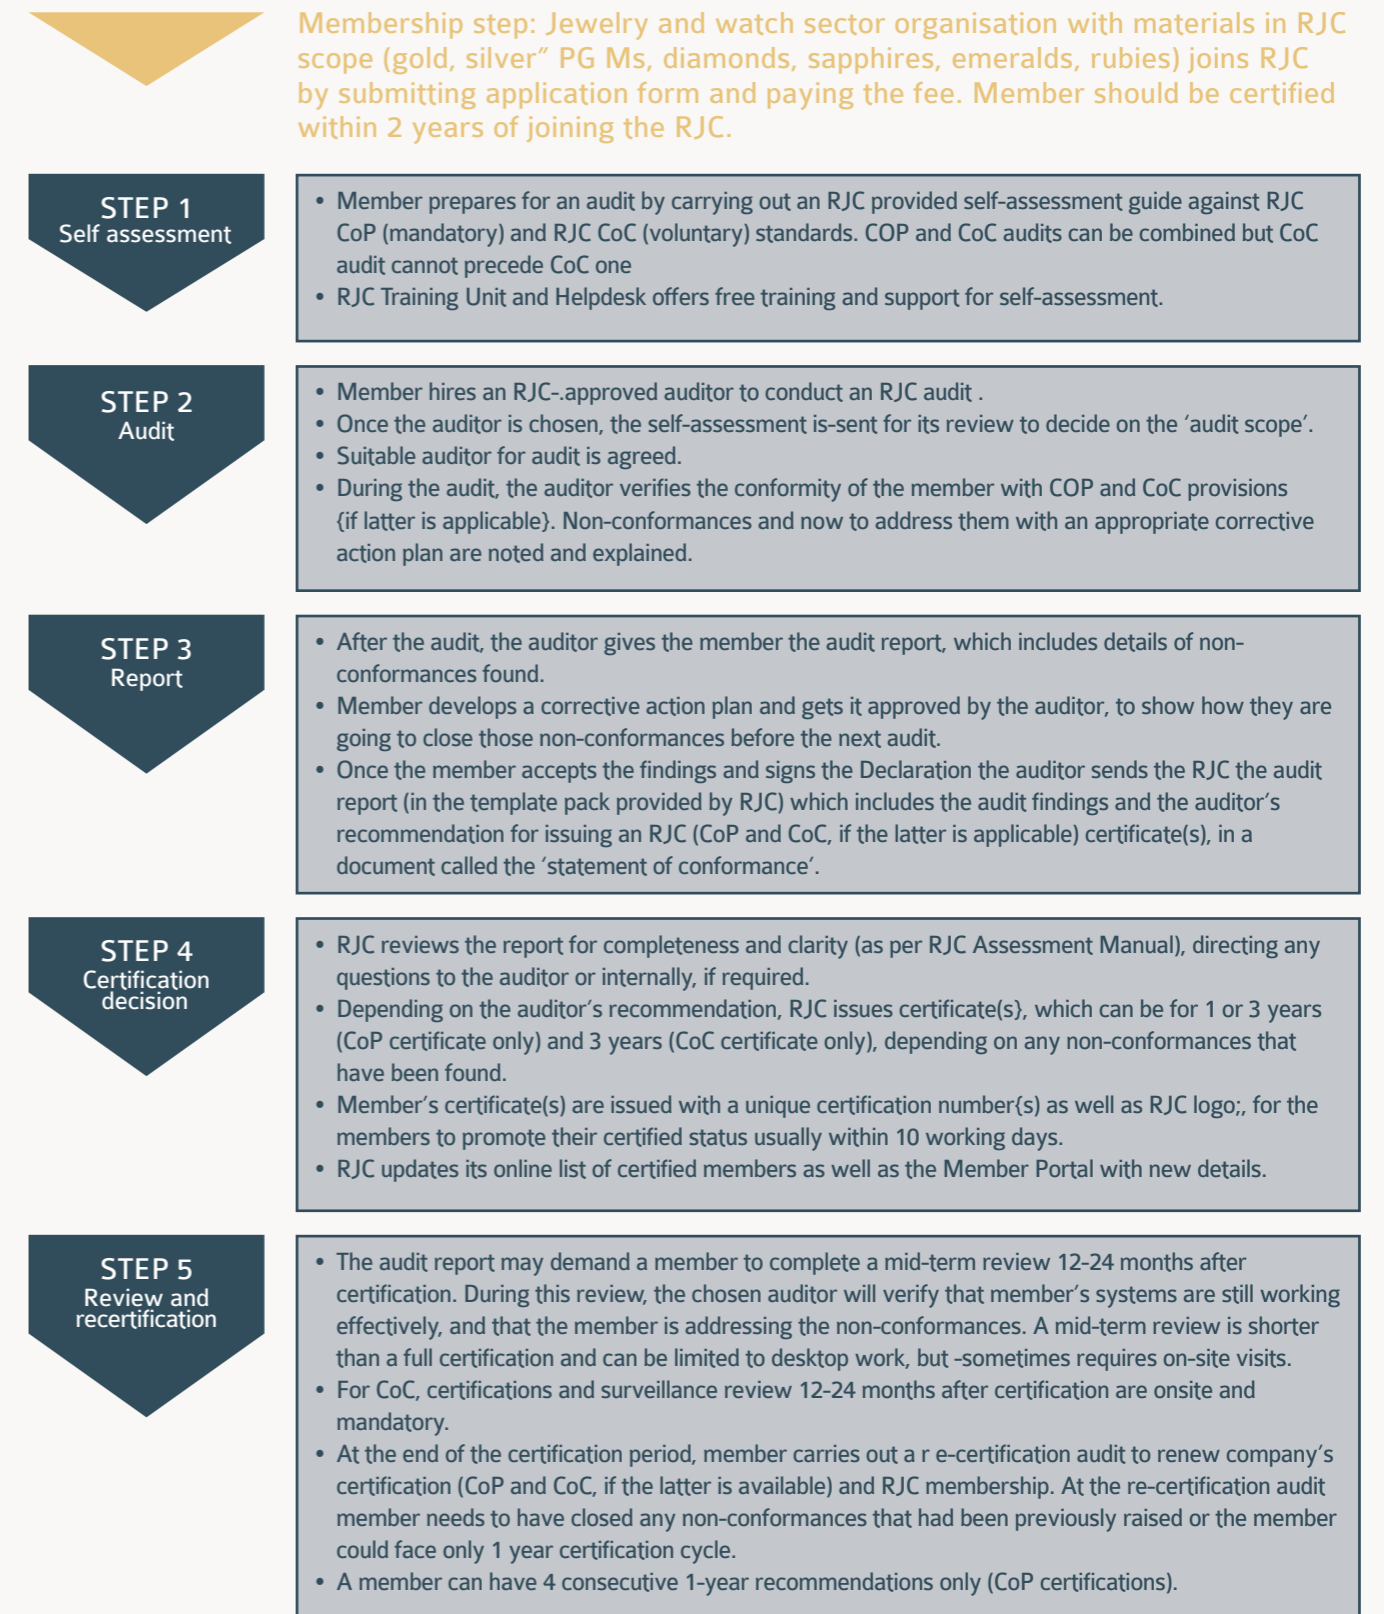 Membership step: Jewelry and watch sector organisation with materials in RJC
scope (gold, silver″ PG Ms, diamonds, sapphires, emeralds, rubies) joins RJC
by submitting application form and paying the fee. Member should be certified
within 2 years of joining the RJC.
STEP 1
Self assessment
• Member prepares for an audit by carrying out an RJC provided self-assessment guide against RJC
CoP (mandatory) and RJC CoC (voluntary) standards. COP and CoC audits can be combined but CoC
audit cannot precede CoC one
• RJC Training Unit and Helpdesk offers free training and support for self-assessment.
STEP 2
Audit
• Member hires an RJC-.approved auditor to conduct an RJC audit .
• Once the auditor is chosen, the self-assessment is-sent for its review to decide on the ‘audit scope’.
• Suitable auditor for audit is agreed.
• During the audit, the auditor verifies the conformity of the member with COP and CoC provisions
{if latter is applicable}. Non-conformances and now to address them with an appropriate corrective
action plan are noted and explained.
STEP 3
Report
• After the audit, the auditor gives the member the audit report, which includes details of non-
conformances found.
• Member develops a corrective action plan and gets it approved by the auditor, to show how they are
going to close those non-conformances before the next audit.
• Once the member accepts the findings and signs the Declaration the auditor sends the RJC the audit
report (in the template pack provided by RJC) which includes the audit findings and the auditor’s
recommendation for issuing an RJC (CoP and CoC, if the latter is applicable) certificate(s), in a
document called the ‘statement of conformance’.
STEP 4
Certification
decision
• RJC reviews the report for completeness and clarity (as per RJC Assessment Manual), directing any
questions to the auditor or internally, if required.
• Depending on the auditor’s recommendation, RJC issues certificate(s}, which can be for 1 or 3 years
(CoP certificate only) and 3 years (CoC certificate only), depending on any non-conformances that
have been found.
• Member’s certificate(s) are issued with a unique certification number{s) as well as RJC logo;, for the
members to promote their certified status usually within 10 working days.
• RJC updates its online list of certified members as well as the Member Portal with new details.
STEP 5
Review and
recertification
• The audit report may demand a member to complete a mid-term review 12-24 months after
certification. During this review, the chosen auditor will verify that member’s systems are still working
effectively, and that the member is addressing the non-conformances. A mid-term review is shorter
than a full certification and can be limited to desktop work, but -sometimes requires on-site visits.
• For CoC, certifications and surveillance review 12-24 months after certification are onsite and
mandatory.
• At the end of the certification period, member carries out a r e-certification audit to renew company’s
certification (CoP and CoC, if the latter is available) and RJC membership. At the re-certification audit
member needs to have closed any non-conformances that had been previously raised or the member
could face only 1 year certification cycle.
• A member can have 4 consecutive 1-year recommendations only (CoP certifications).